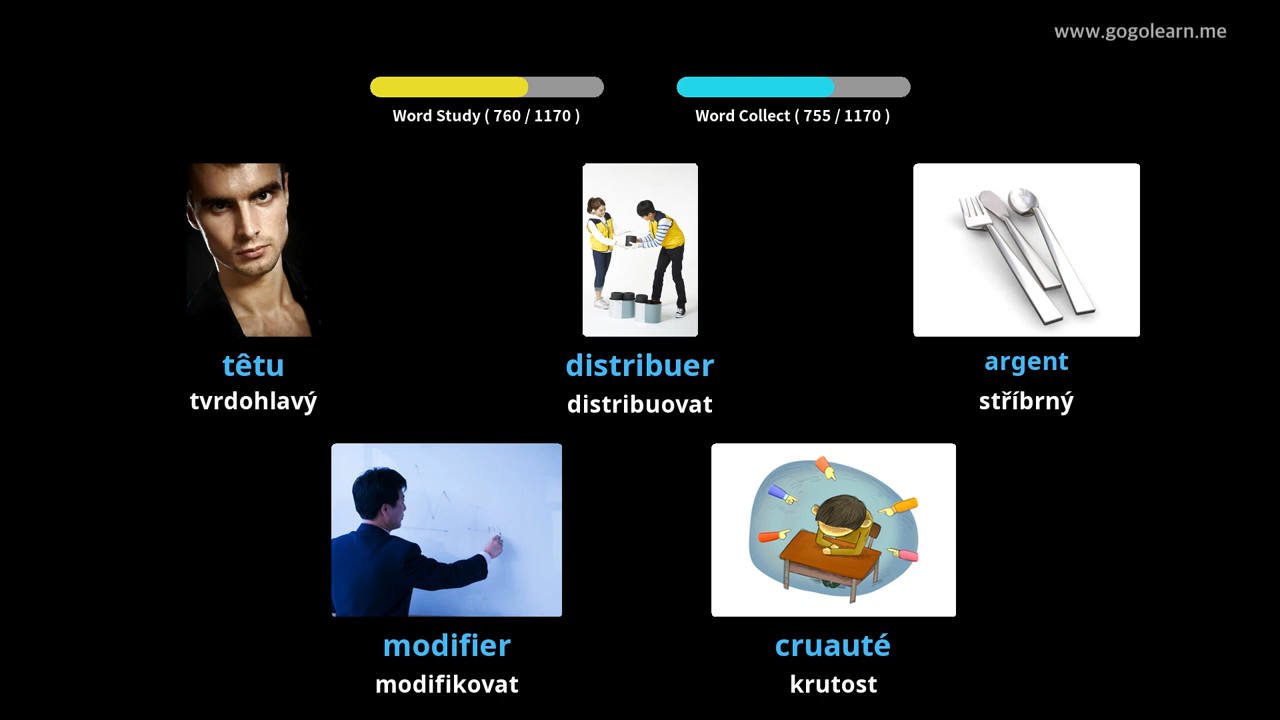 www.gogolearn.me
Word Study ( 760 / 1170 )
Word Collect ( 755 / 1170 )
têtu
tvrdohlavý
distribuer
distribuovat
argent
stříbrný
modifier
modifikovat
cruauté
krutost